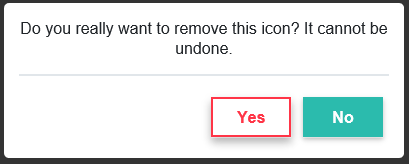 Do you really want to remove this icon? It cannot be
undone.
Yes
No